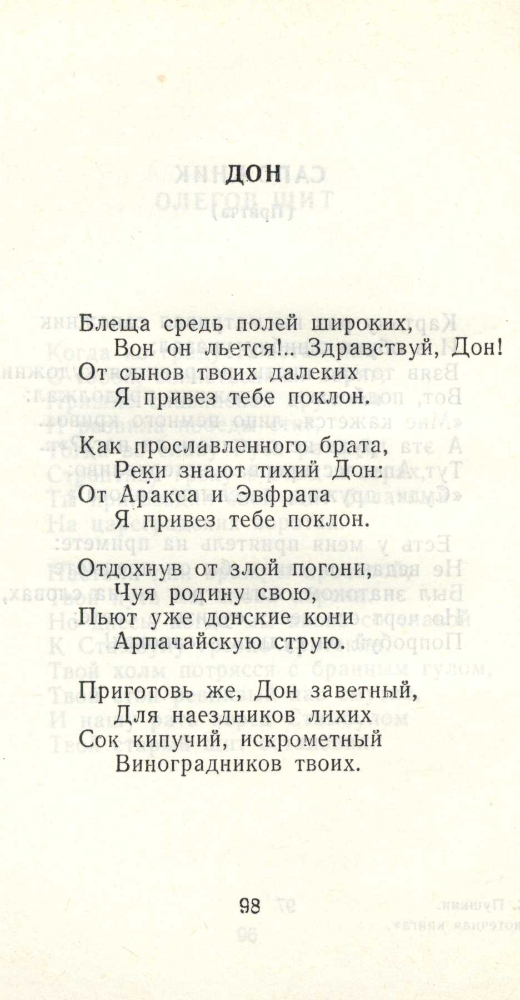 ДОН
Блеща средь полей широких,
Вон он льется!.. Здравствуй, Дон!
От сынов твоих далеких
Я привез тебе поклон.
Как прославленного брата,
Реки знают тихий Дон:
От Аракса и Эвфрата
Я привез тебе поклон.
Отдохнув от злой погони,
Чуя родину свою,
Пьют уже донские кони
Арпачайскую струю.
Приготовь же, Дон заветный,
Для наездников лихих
Сок кипучий, искрометный
Виноградников твоих.
98